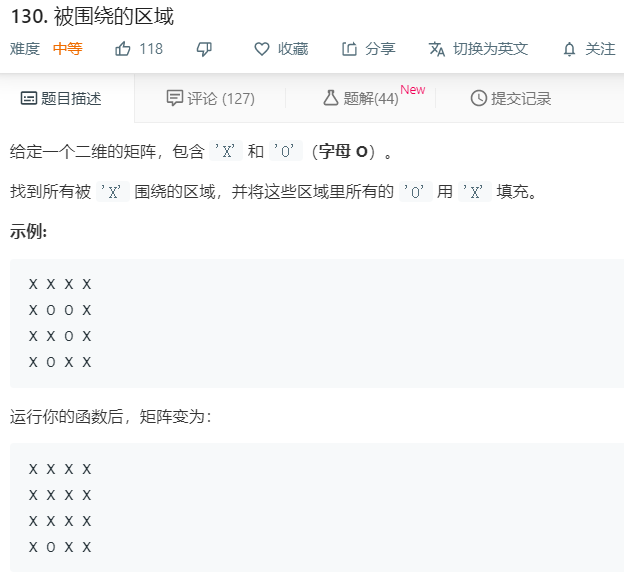 130. 被围绕的区域
难度 中等 118 收藏 分享 切换为英文 关注
题目描述 评论 (127) 题解(44) New 提交记录
给定一个二维的矩阵，包含 'X' 和 'O'（字母 O）。
找到所有被 'X' 围绕的区域，并将这些区域里所有的 'O' 用 'X' 填充。
示例:
X X X X
X O O X
X X O X
X O X X
运行你的函数后，矩阵变为：
X X X X
X X X X
X X X X
X O X X